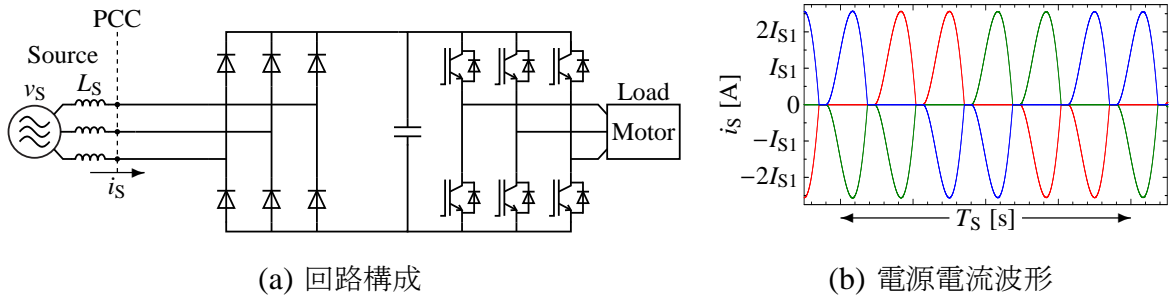 PCC
Source
vS
LS
iS
Load
Motor
(a) 回路構成
iS [A]
2IS1
IS1
0
−IS1
−2IS1
TS [s]
(b) 電源電流波形